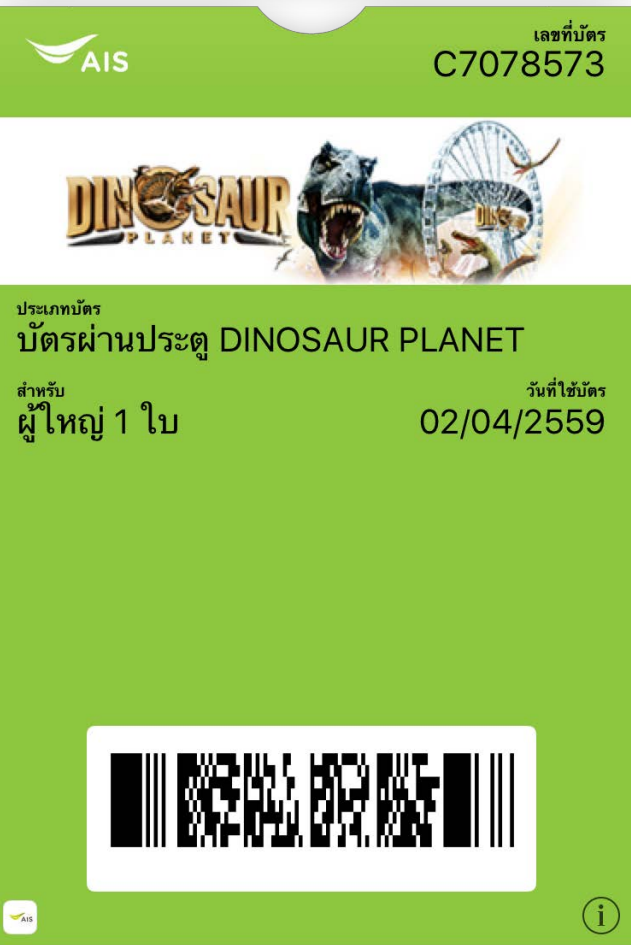 AIS
เลขที่บัตร
C7078573
DINOSAUR
PLANET
DINO
ประเภทบัตร
บัตรผ่านประตู DINOSAUR PLANET
สำหรับ
ผู้ใหญ่ 1 ใบ
วันที่ใช้บัตร
02/04/2559
AIS
i